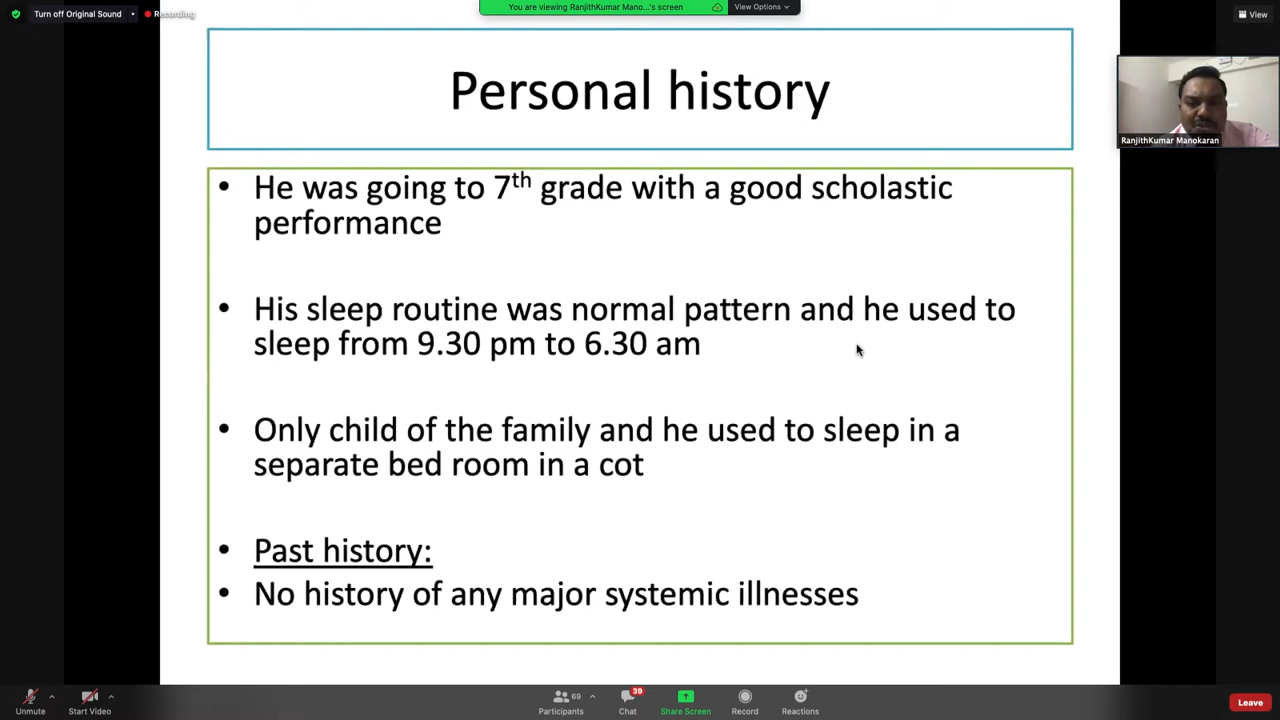 Turn off Original Sound
Recording
You are viewing RanjithKumar Mano...'s screen
View Options
View
Personal history
RanjithKumar Manokaran
• He was going to 7th grade with a good scholastic
performance
• His sleep routine was normal pattern and he used to
sleep from 9.30 pm to 6.30 am
• Only child of the family and he used to sleep in a
separate bed room in a cot
• Past history:
• No history of any major systemic illnesses
69
39
Unmute
Start Video
Participants
Chat
Share Screen
Record
Reactions
Leave